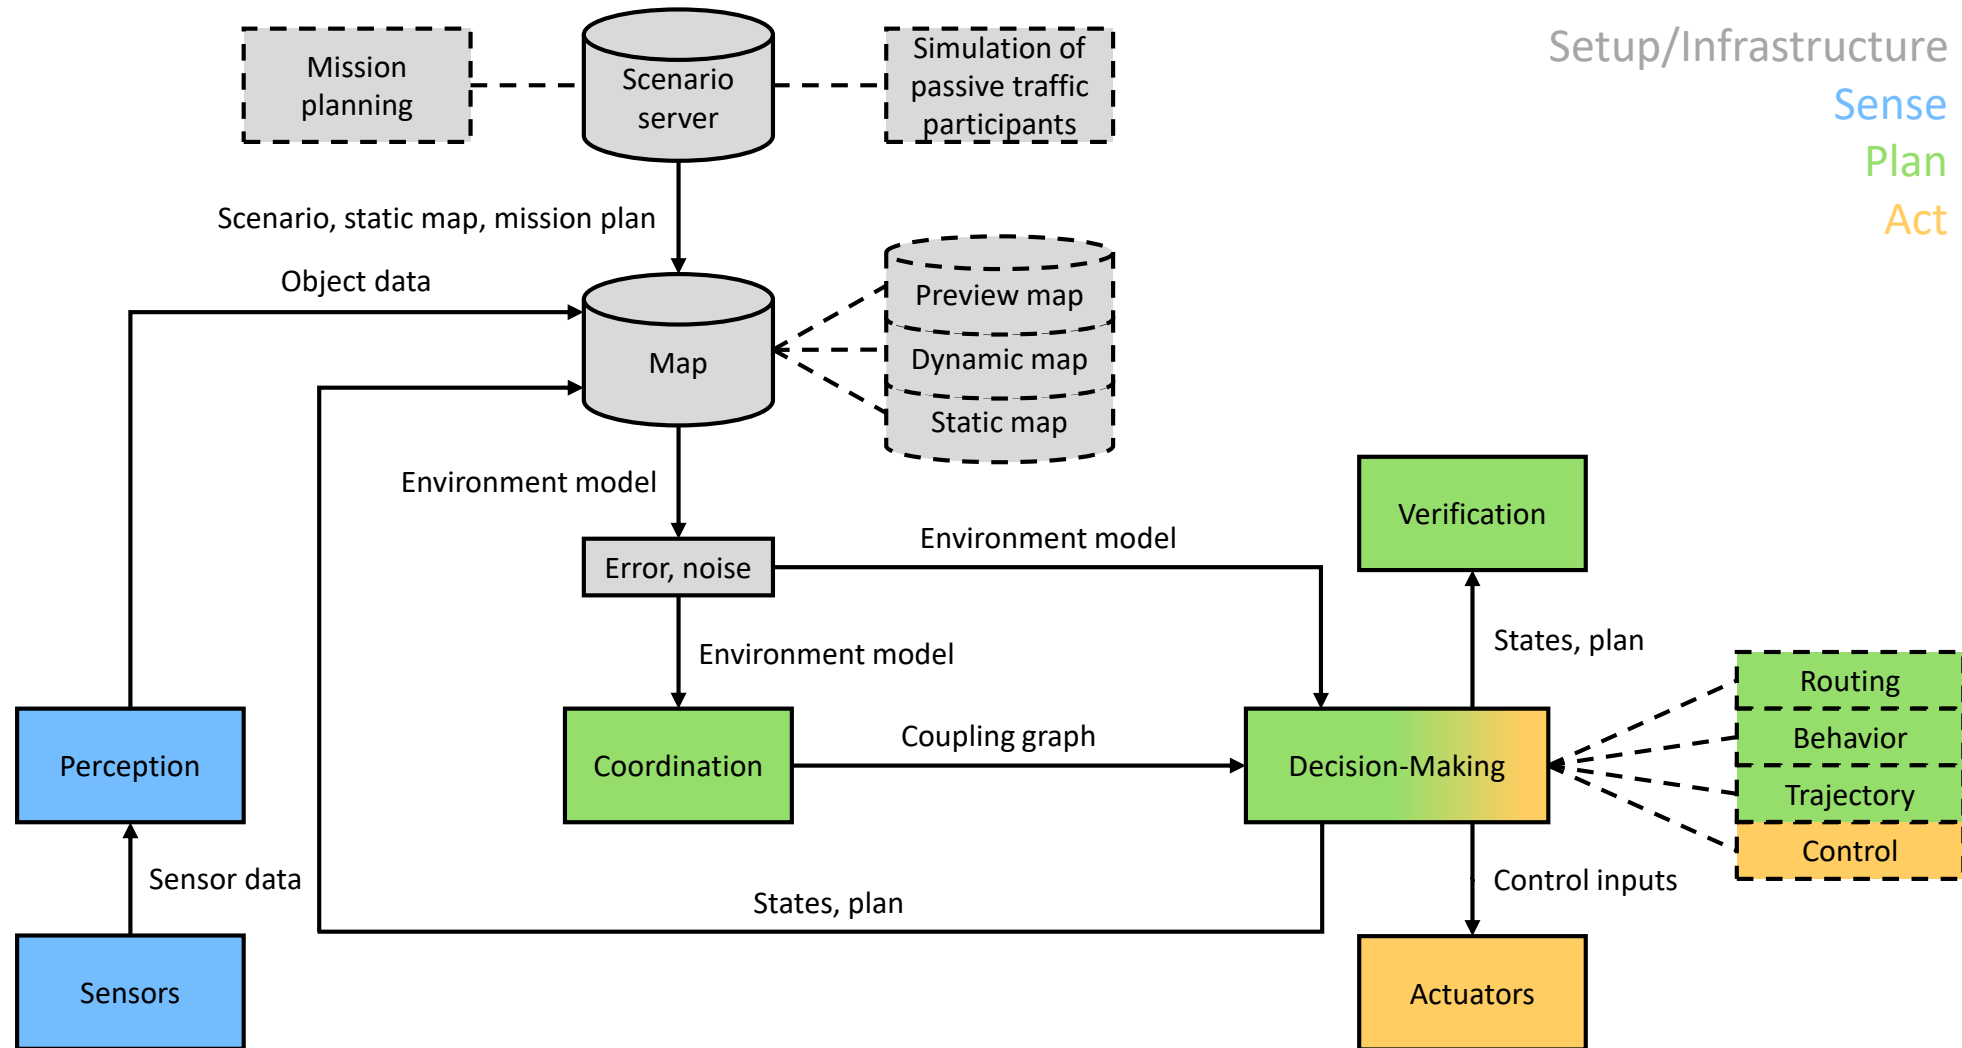 Mission
planning
Scenario
server
Simulation of
passive traffic
participants
Setup/Infrastructure
Sense
Plan
Act
Scenario, static map, mission plan
Object data
Map
Preview map
Dynamic map
Static map
Environment model
Error, noise
Environment model
Environment model
Verification
States, plan
Perception
Coordination
Coupling graph
Decision-Making
Routing
Behavior
Trajectory
Control
Sensor data
States, plan
Control inputs
Sensors
Actuators